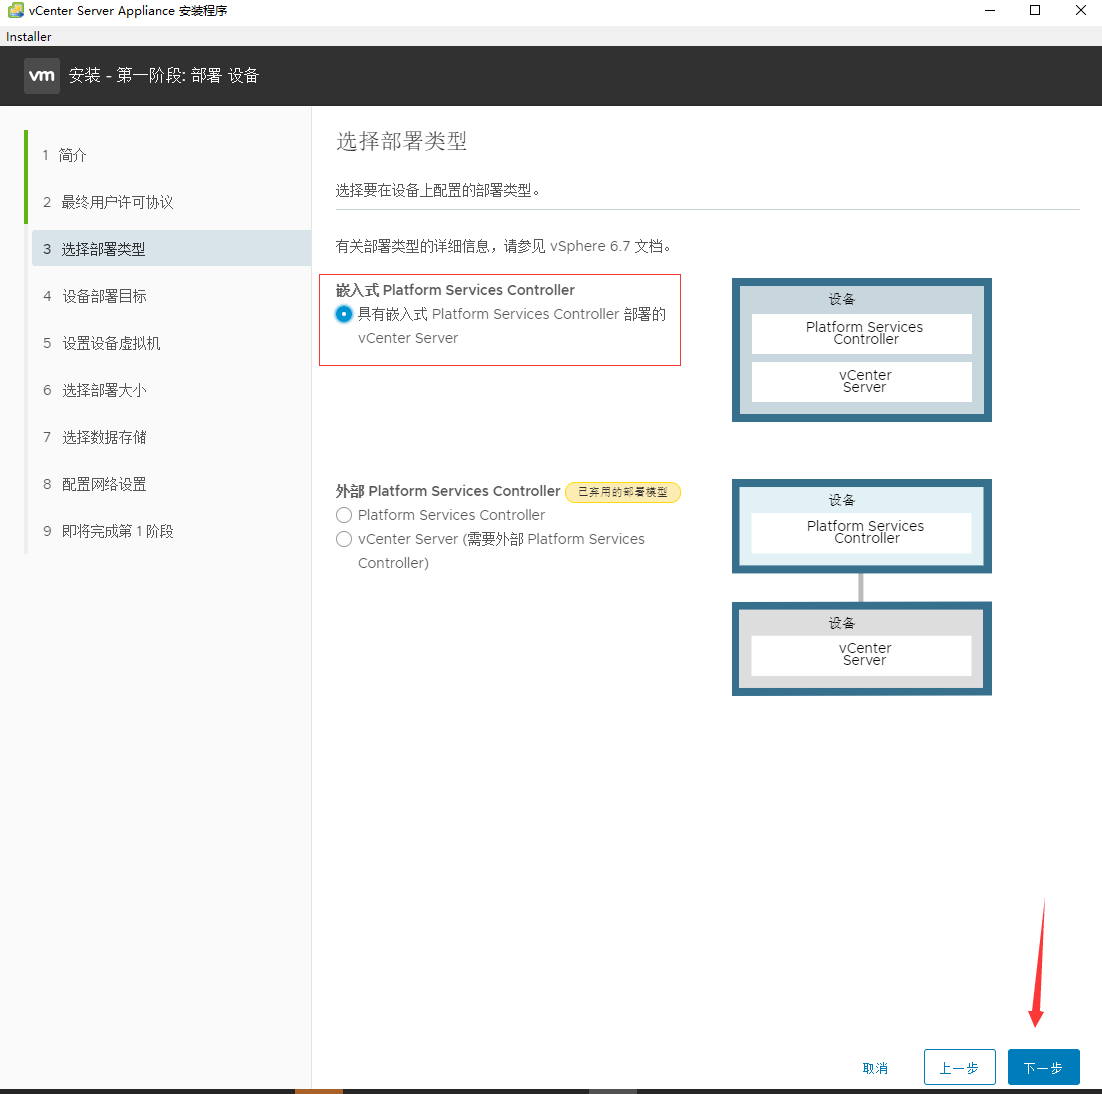 vCenter Server Appliance 安装程序
Installer
vm 安装 - 第一阶段: 部署 设备
1 简介
2 最终用户许可协议
3 选择部署类型
4 设备部署目标
5 设置设备虚拟机
6 选择部署大小
7 选择数据存储
8 配置网络设置
9 即将完成第 1 阶段
选择部署类型
选择要在设备上配置的部署类型。
有关部署类型的详细信息，请参见 vSphere 6.7 文档。
嵌入式 Platform Services Controller
具有嵌入式 Platform Services Controller 部署的
vCenter Server
设备
Platform Services
Controller
vCenter
Server
外部 Platform Services Controller 已弃用的部署模型
Platform Services Controller
vCenter Server (需要外部 Platform Services
Controller)
设备
Platform Services
Controller
设备
vCenter
Server
取消 上一步 下一步